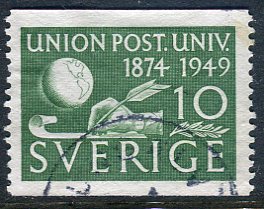 UNION POST. UNIV.
1874 1949
10
SVERIGE